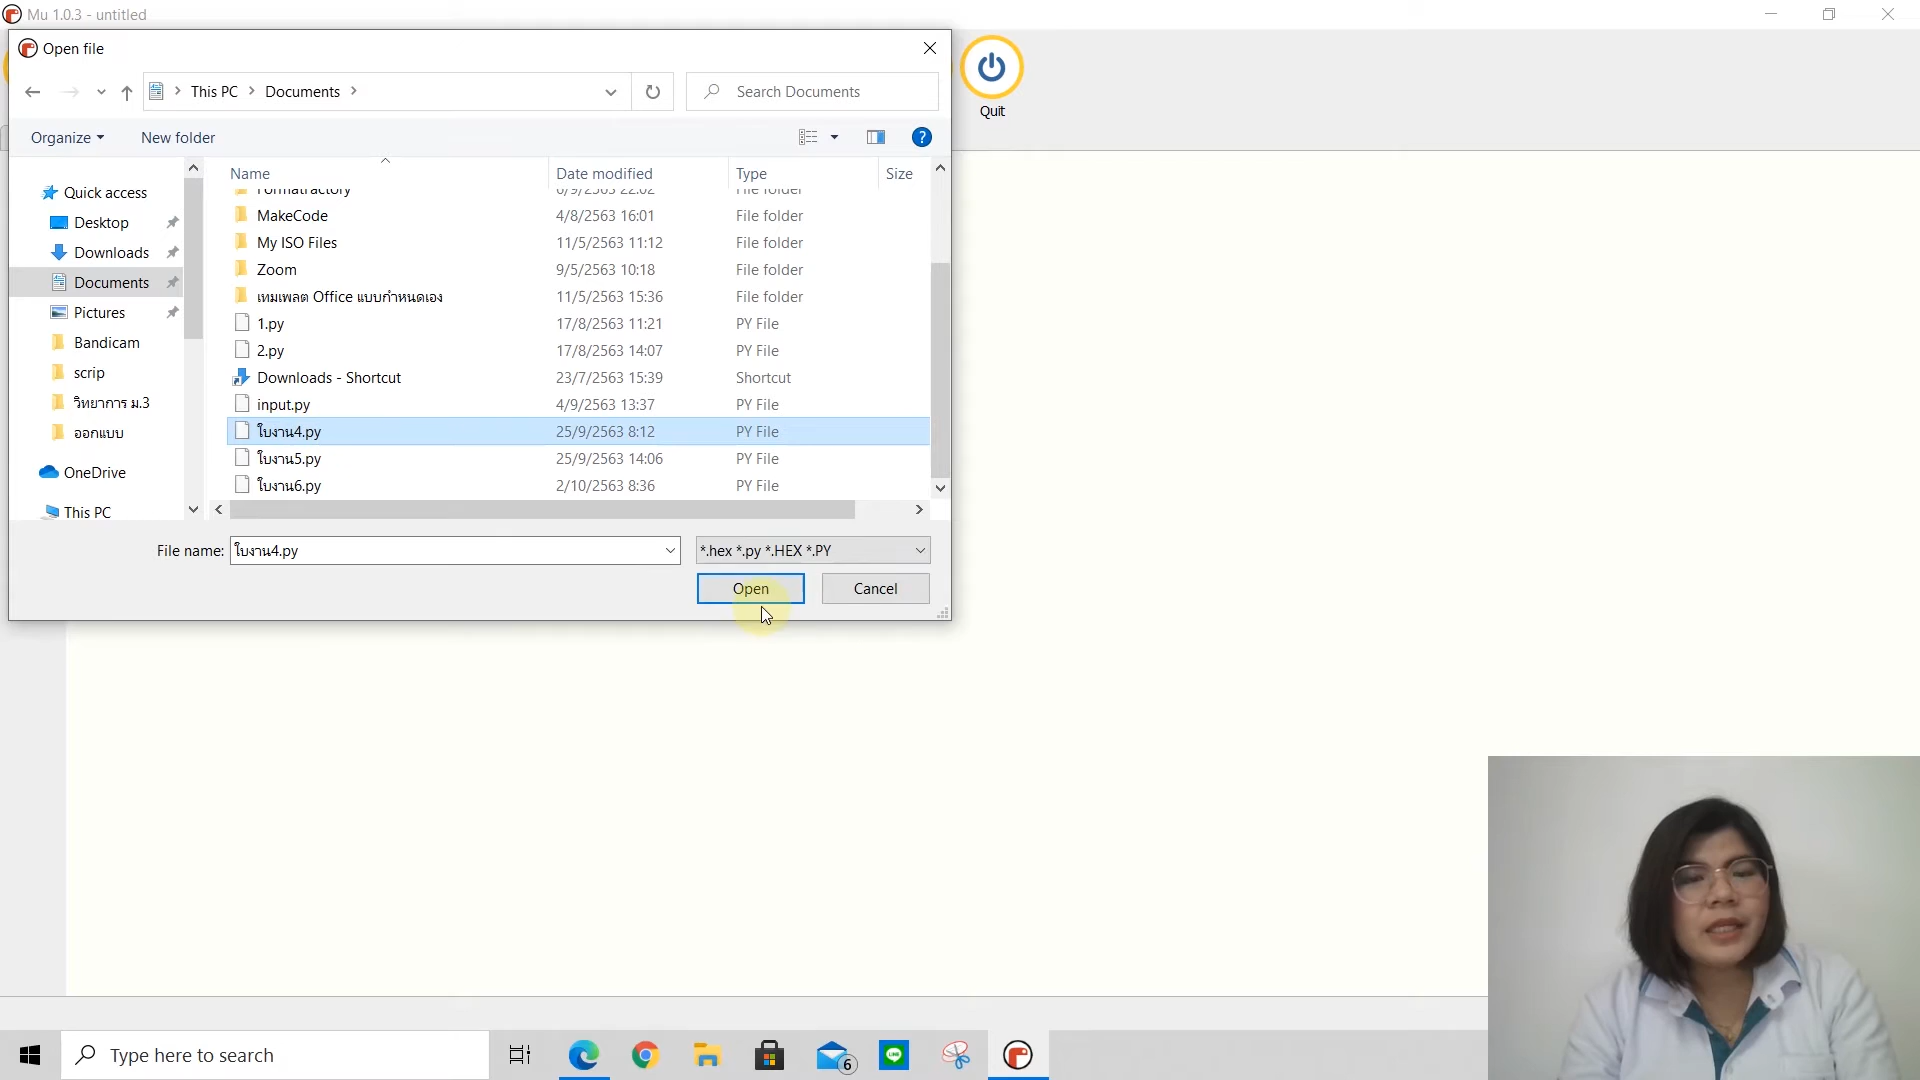 Mu 1.0.3 - untitled
Open file
This PC
Documents
Search Documents
Quit
Organize
New folder
Name
Date modified
Type
Size
Quick access
Desktop
Downloads
Documents
Pictures
Bandicam
scrip
วิทยาการ ม.3
ออกแบบ
OneDrive
This PC
FormatFactory 6/9/2563 22:02 File folder
MakeCode 4/8/2563 16:01 File folder
My ISO Files 11/5/2563 11:12 File folder
Zoom 9/5/2563 10:18 File folder
เทมเพลต Office แบบกำหนดเอง 11/5/2563 15:36 File folder
1.py 17/8/2563 11:21 PY File
2.py 17/8/2563 14:07 PY File
Downloads - Shortcut 23/7/2563 15:39 Shortcut
input.py 4/9/2563 13:37 PY File
ใบงาน4.py 25/9/2563 8:12 PY File
ใบงาน5.py 25/9/2563 14:06 PY File
ใบงาน6.py 2/10/2563 8:36 PY File
File name: ใบงาน4.py
*.hex *.py *.HEX *.PY
Open
Cancel
Type here to search
6
LINE